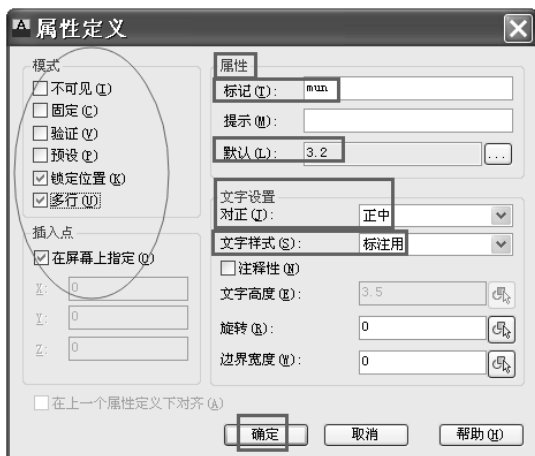 属性定义
模式
不可见(I)
固定(C)
验证(V)
预设(P)
锁定位置(K)
多行(U)
插入点
在屏幕上指定(O)
X: 0
Y: 0
Z: 0
属性
标记(T): mun
提示(M):
默认(L): 3.2 ...
文字设置
对正(J): 正中
文字样式(S): 标注用
注释性(N)
文字高度(E): 3.5
旋转(R): 0
边界宽度(W): 0
在上一个属性定义下对齐(A)
确定 取消 帮助(H)